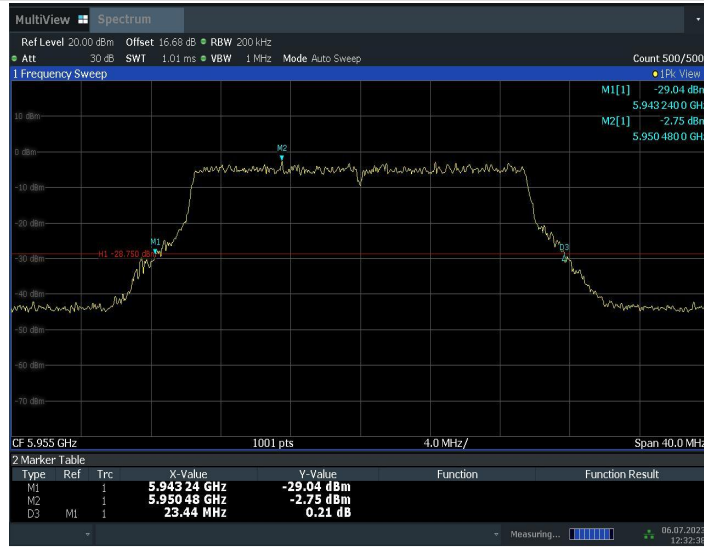 MultiView Spectrum
Ref Level 20.00 dBm Offset 16.68 dB RBW 200 kHz
Att 30 dB SWT 1.01 ms VBW 1 MHz Mode Auto Sweep Count 500/500
1 Frequency Sweep 1Pk View
M1[1] -29.04 dBm
5.943 240 0 GHz
M2[1] -2.75 dBm
5.950 480 0 GHz
10 dBm
0 dBm
M2
-10 dBm
-20 dBm
M1
D3
H1 -28.750 dBm
-30 dBm
-40 dBm
-50 dBm
-60 dBm
-70 dBm
CF 5.955 GHz 1001 pts 4.0 MHz/ Span 40.0 MHz
2 Marker Table
Type Ref Trc X-Value Y-Value Function Function Result
M1 1 5.943 24 GHz -29.04 dBm
M2 1 5.950 48 GHz -2.75 dBm
D3 M1 1 23.44 MHz 0.21 dB
Measuring... 06.07.2023
12:32:38